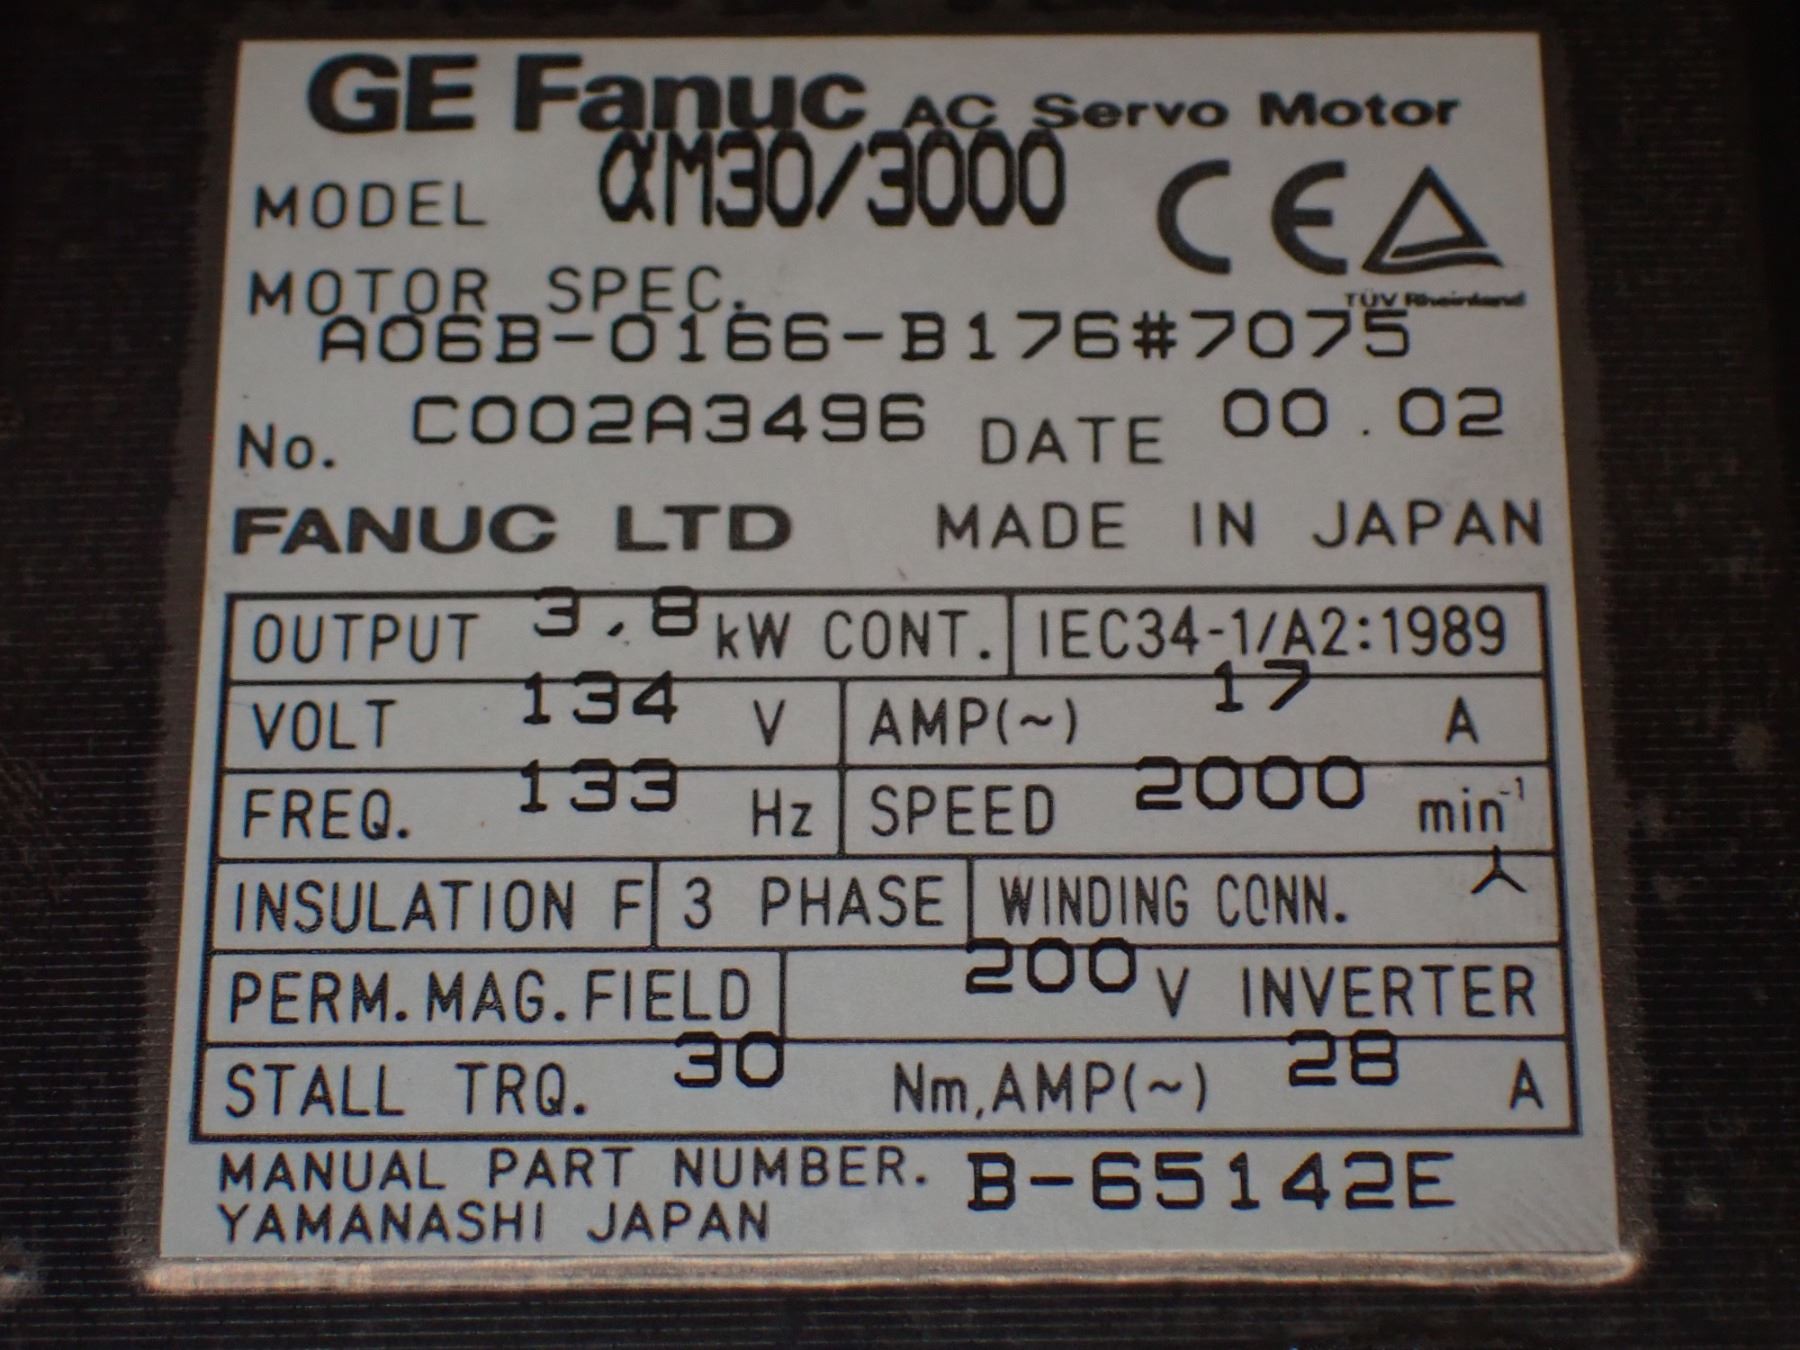 GE Fanuc AC Servo Motor
MODEL αM30/3000
CE
TÜV Rheinland
MOTOR SPEC.
A06B-0166-B176#7075
No. C002A3496 DATE 00.02
FANUC LTD MADE IN JAPAN
OUTPUT 3.8 kW CONT. IEC34-1/A2:1989
VOLT 134 V AMP(~) 17 A
FREQ. 133 Hz SPEED 2000 min⁻¹
INSULATION F 3 PHASE WINDING CONN.
PERM.MAG.FIELD 200 V INVERTER
STALL TRQ. 30 Nm,AMP(~) 28 A
MANUAL PART NUMBER. B-65142E
YAMANASHI JAPAN